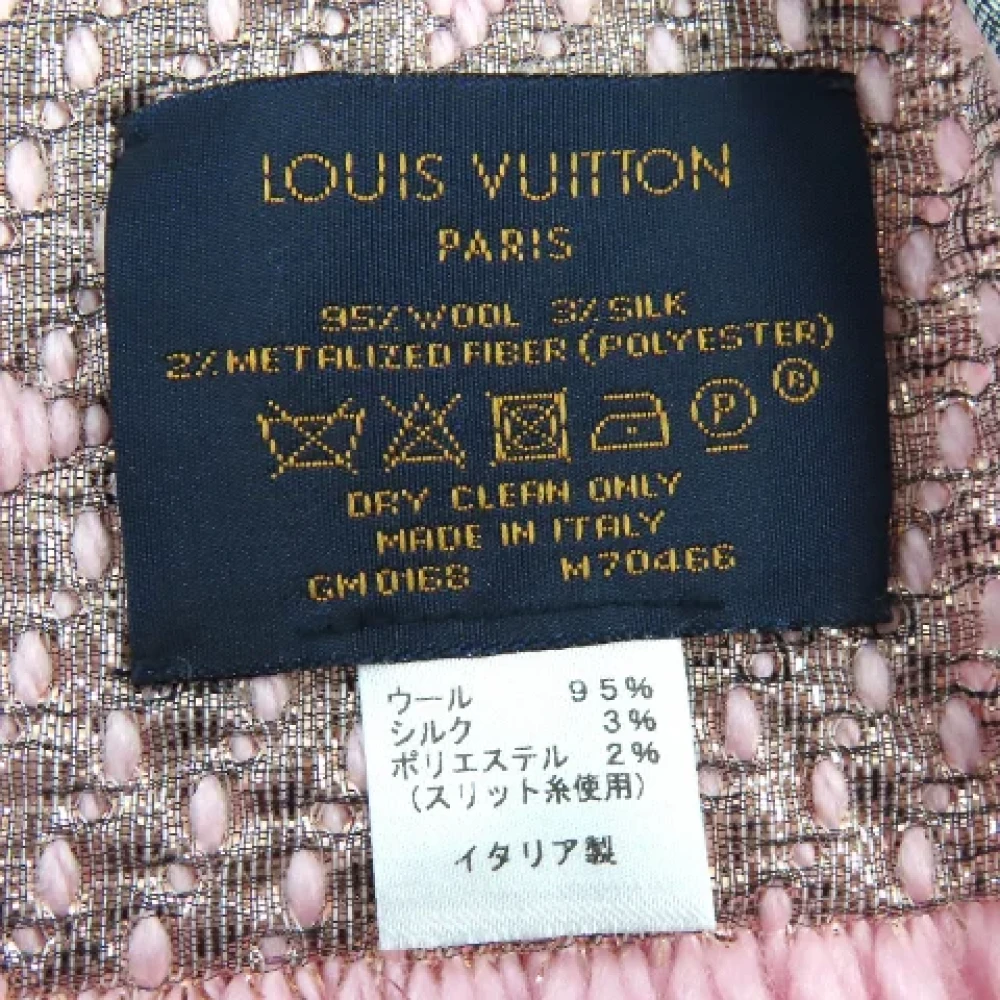 LOUIS VUITTON
PARIS
95% WOOL 3% SILK
2% METALIZED FIBER (POLYESTER)
P ®
DRY CLEAN ONLY
MADE IN ITALY
GM0168 M70466
ウール 95%
シルク 3%
ポリエステル 2%
(スリット糸使用)
イタリア製